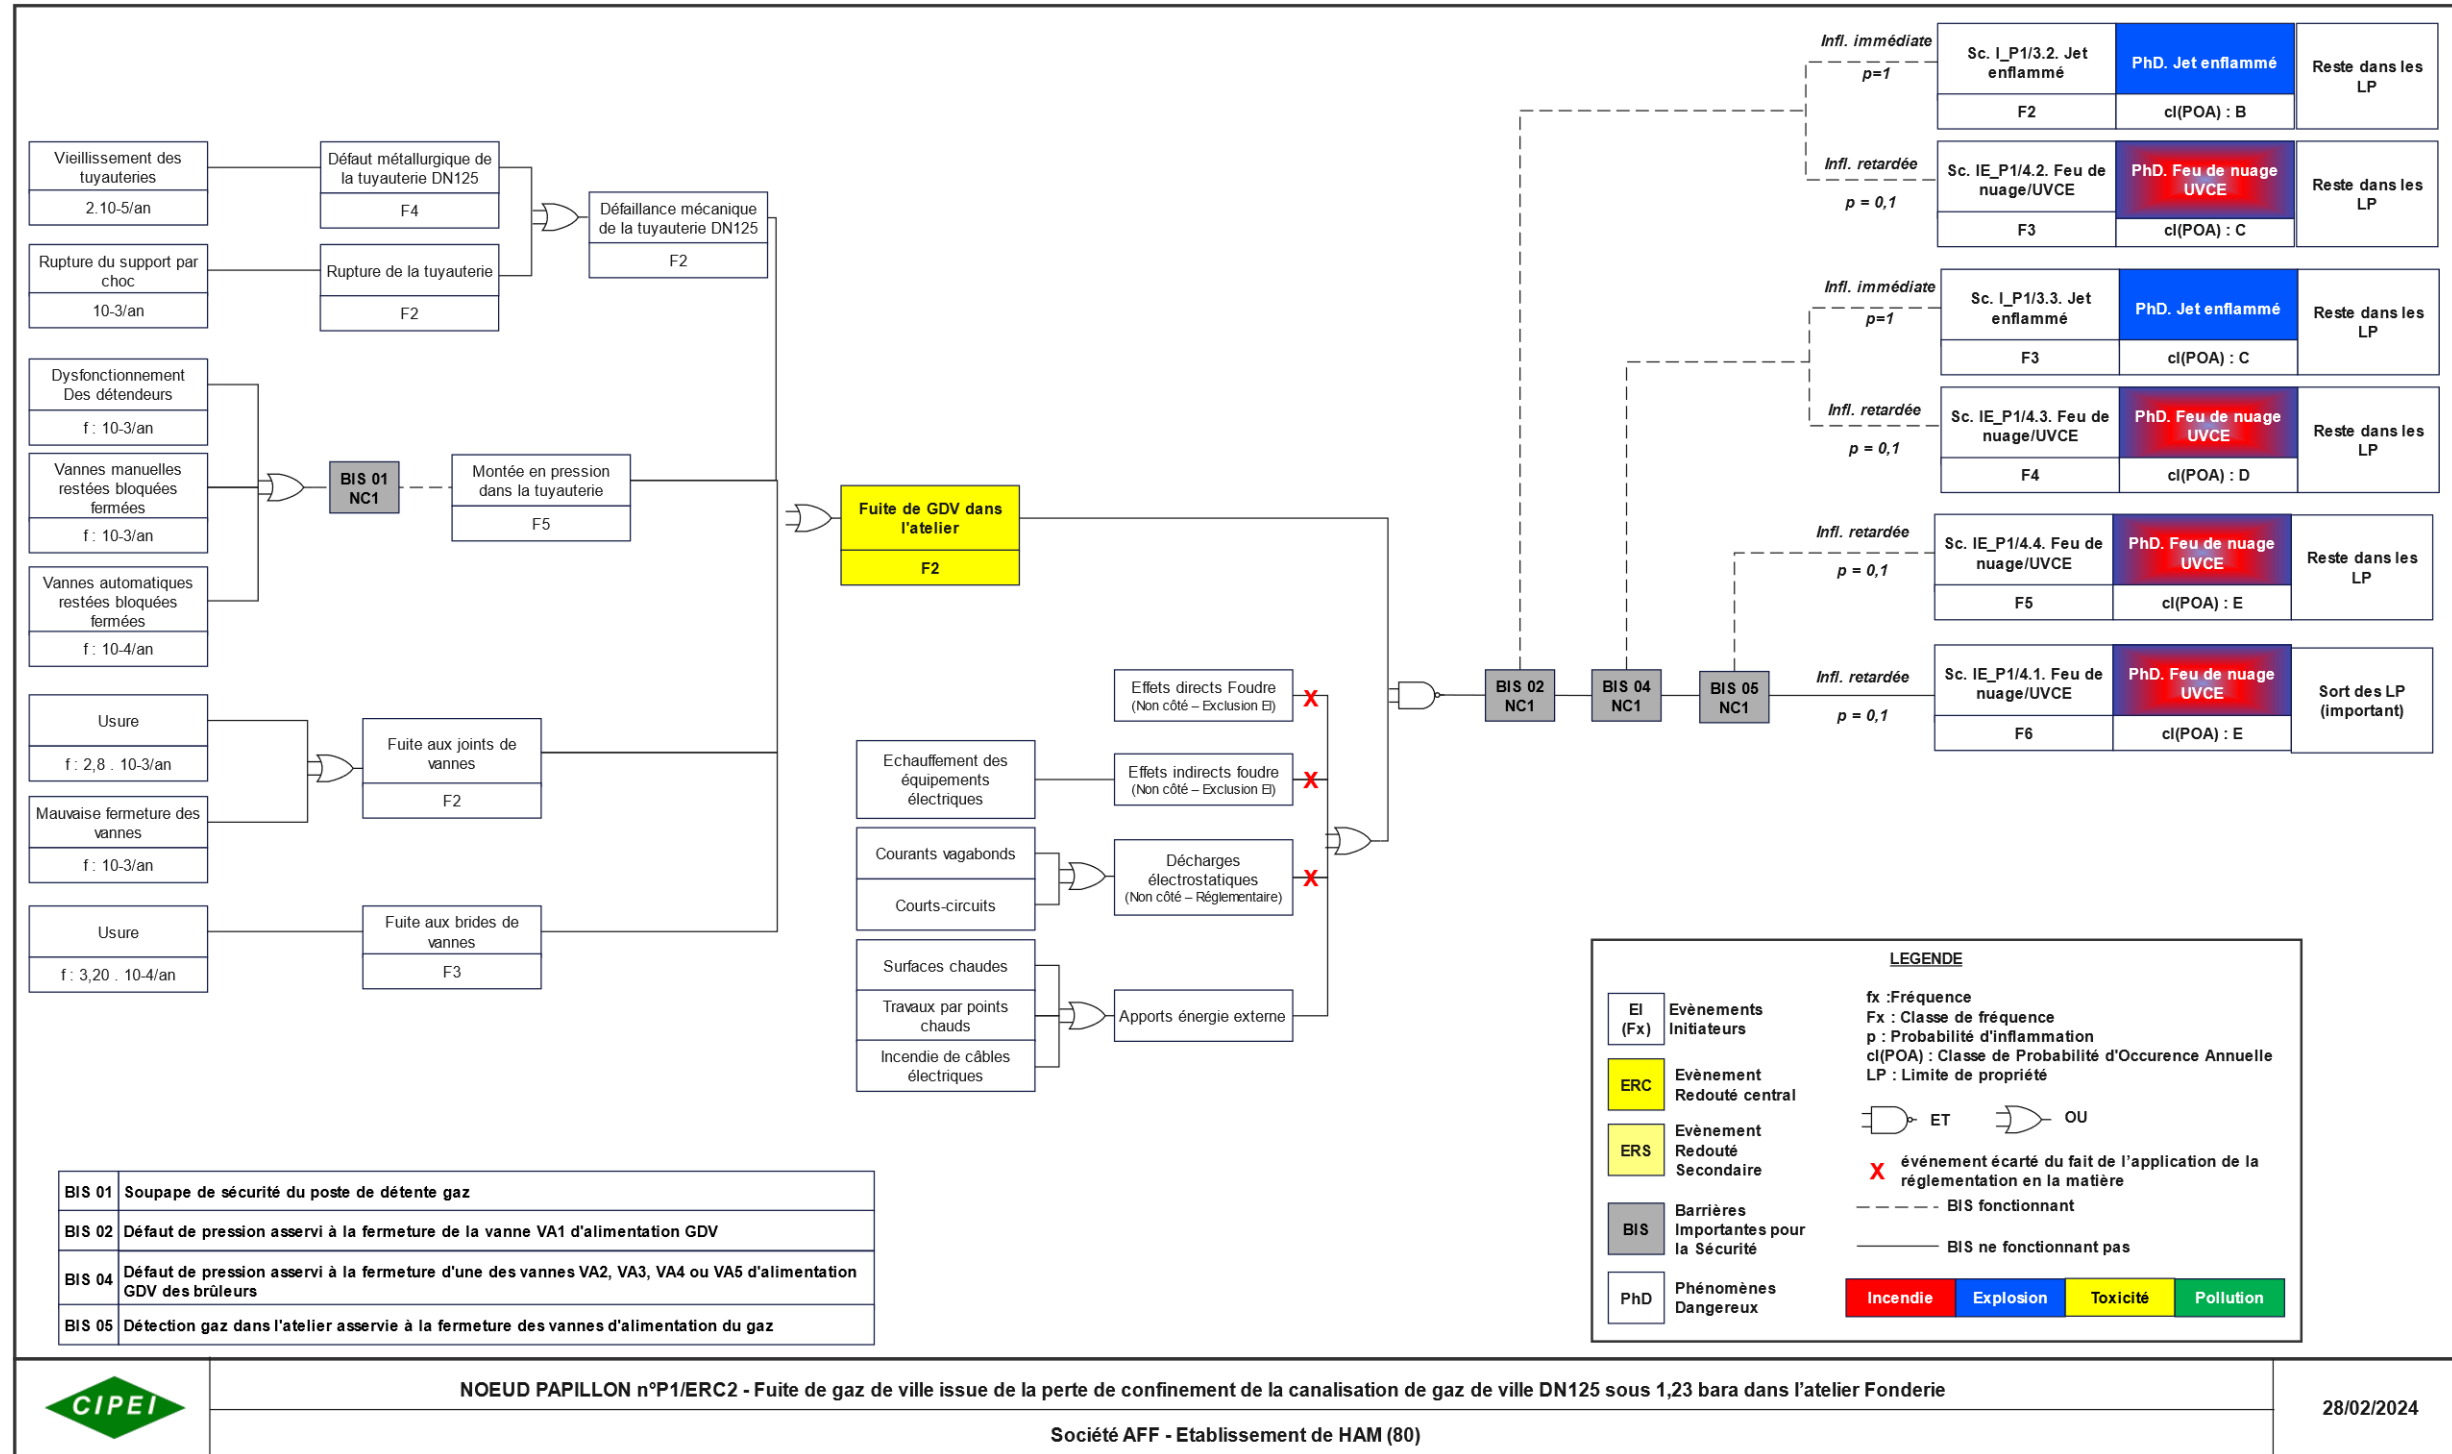 Vieillissement des
tuyauteries
2.10-5/an
Rupture du support par
choc
10-3/an
Dysfonctionnement
Des détendeurs
f : 10-3/an
Vannes manuelles
restées bloquées
fermées
f : 10-3/an
Vannes automatiques
restées bloquées
fermées
f : 10-4/an
Usure
f : 2,8 . 10-3/an
Mauvaise fermeture des
vannes
f : 10-3/an
Usure
f : 3,20 . 10-4/an
Défaut métallurgique de
la tuyauterie DN125
F4
Rupture de la tuyauterie
F2
Défaillance mécanique
de la tuyauterie DN125
F2
BIS 01
NC1
Montée en pression
dans la tuyauterie
F5
Fuite aux joints de
vannes
F2
Fuite aux brides de
vannes
F3
Fuite de GDV dans
l'atelier
F2
Effets directs Foudre
(Non côté – Exclusion EI)
X
Echauffement des
équipements
électriques
Effets indirects foudre
(Non côté – Exclusion EI)
X
Courants vagabonds
Courts-circuits
Décharges
électrostatiques
(Non côté – Réglementaire)
X
Surfaces chaudes
Travaux par points
chauds
Incendie de câbles
électriques
Apports énergie externe
BIS 02
NC1
BIS 04
NC1
BIS 05
NC1
Infl. immédiate
p=1
Sc. I_P1/3.2. Jet
enflammé
F2
PhD. Jet enflammé
cl(POA) : B
Reste dans les
LP
Infl. retardée
p = 0,1
Sc. IE_P1/4.2. Feu de
nuage/UVCE
F3
PhD. Feu de nuage
UVCE
cl(POA) : C
Reste dans les
LP
Infl. immédiate
p=1
Sc. I_P1/3.3. Jet
enflammé
F3
PhD. Jet enflammé
cl(POA) : C
Reste dans les
LP
Infl. retardée
p = 0,1
Sc. IE_P1/4.3. Feu de
nuage/UVCE
F4
PhD. Feu de nuage
UVCE
cl(POA) : D
Reste dans les
LP
Infl. retardée
p = 0,1
Sc. IE_P1/4.4. Feu de
nuage/UVCE
F5
PhD. Feu de nuage
UVCE
cl(POA) : E
Reste dans les
LP
Infl. retardée
p = 0,1
Sc. IE_P1/4.1. Feu de
nuage/UVCE
F6
PhD. Feu de nuage
UVCE
cl(POA) : E
Sort des LP
(important)
LEGENDE
EI
(Fx)
Evènements
Initiateurs
ERC
Evènement
Redouté central
ERS
Evènement
Redouté
Secondaire
BIS
Barrières
Importantes pour
la Sécurité
PhD
Phénomènes
Dangereux
fx :Fréquence
Fx : Classe de fréquence
p : Probabilité d'inflammation
cl(POA) : Classe de Probabilité d'Occurence Annuelle
LP : Limite de propriété
ET
OU
X événement écarté du fait de l'application de la
réglementation en la matière
BIS fonctionnant
BIS ne fonctionnant pas
Incendie Explosion Toxicité Pollution
BIS 01 Soupape de sécurité du poste de détente gaz
BIS 02 Défaut de pression asservi à la fermeture de la vanne VA1 d'alimentation GDV
BIS 04 Défaut de pression asservi à la fermeture d'une des vannes VA2, VA3, VA4 ou VA5 d'alimentation
GDV des brûleurs
BIS 05 Détection gaz dans l'atelier asservie à la fermeture des vannes d'alimentation du gaz
CIPEI
NOEUD PAPILLON n°P1/ERC2 - Fuite de gaz de ville issue de la perte de confinement de la canalisation de gaz de ville DN125 sous 1,23 bara dans l'atelier Fonderie
Société AFF - Etablissement de HAM (80)
28/02/2024